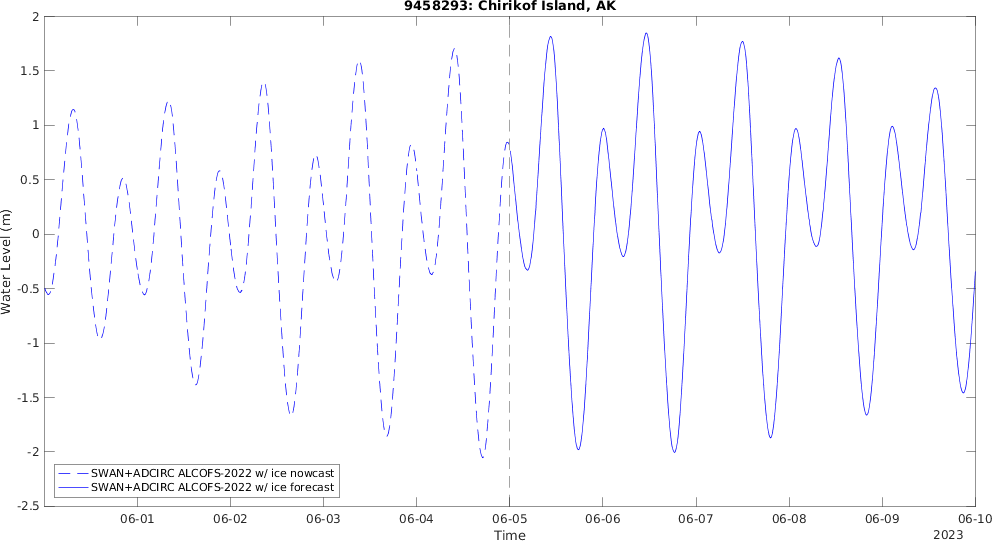 9458293: Chirikof Island, AK
2
1.5
1
0.5
0
-0.5
-1
-1.5
-2
-2.5
Water Level (m)
SWAN+ADCIRC ALCOFS-2022 w/ ice nowcast
SWAN+ADCIRC ALCOFS-2022 w/ ice forecast
06-01 06-02 06-03 06-04 06-05 06-06 06-07 06-08 06-09 06-10
Time
2023